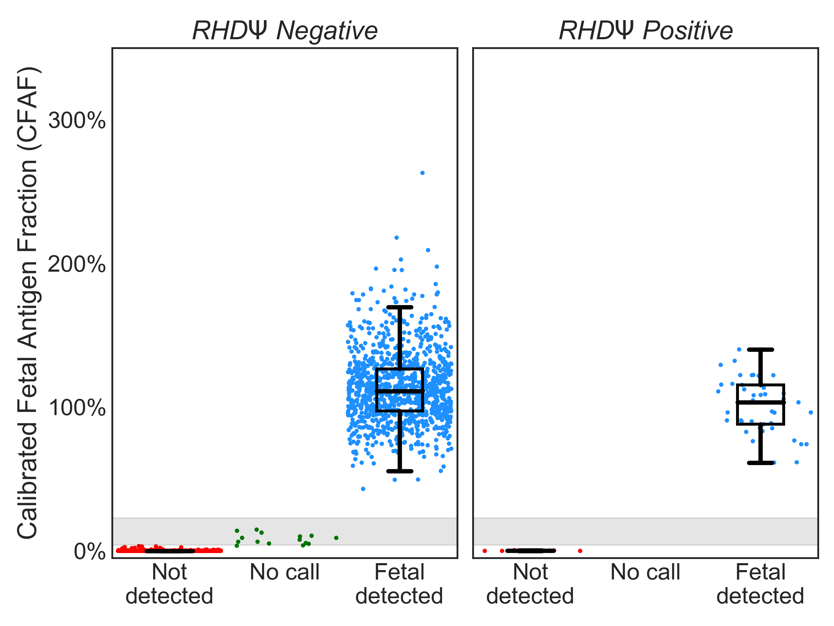 RHDΨ Negative
RHDΨ Positive
Calibrated Fetal Antigen Fraction (CFAF)
300%
200%
100%
0%
Not
detected
No call
Fetal
detected
Not
detected
No call
Fetal
detected